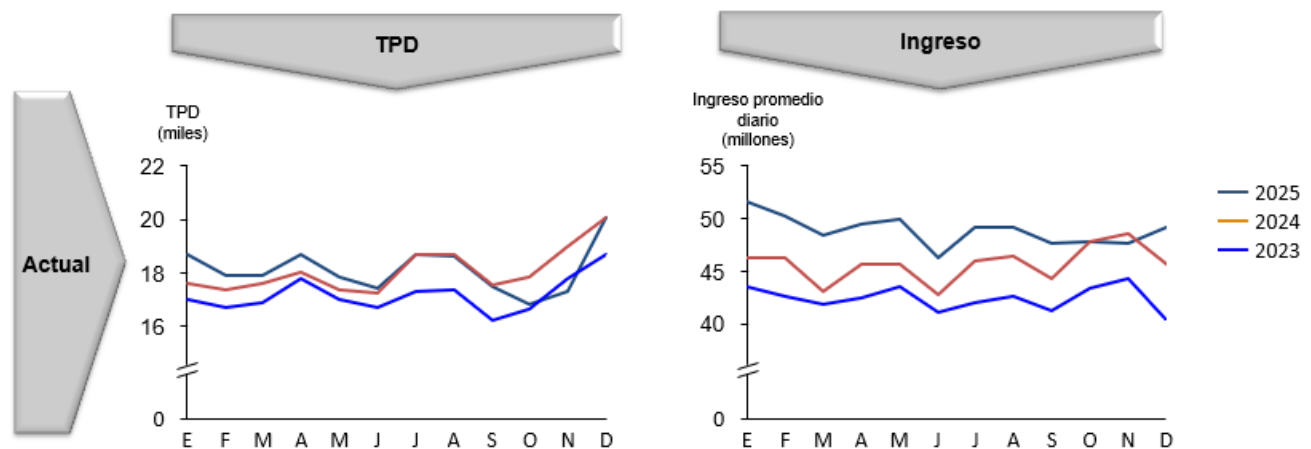 TPD
Ingreso
Actual
TPD
(miles)
22
20
18
16
0
E F M A M J J A S O N D
Ingreso promedio
diario
(millones)
55
50
45
40
0
E F M A M J J A S O N D
2025
2024
2023